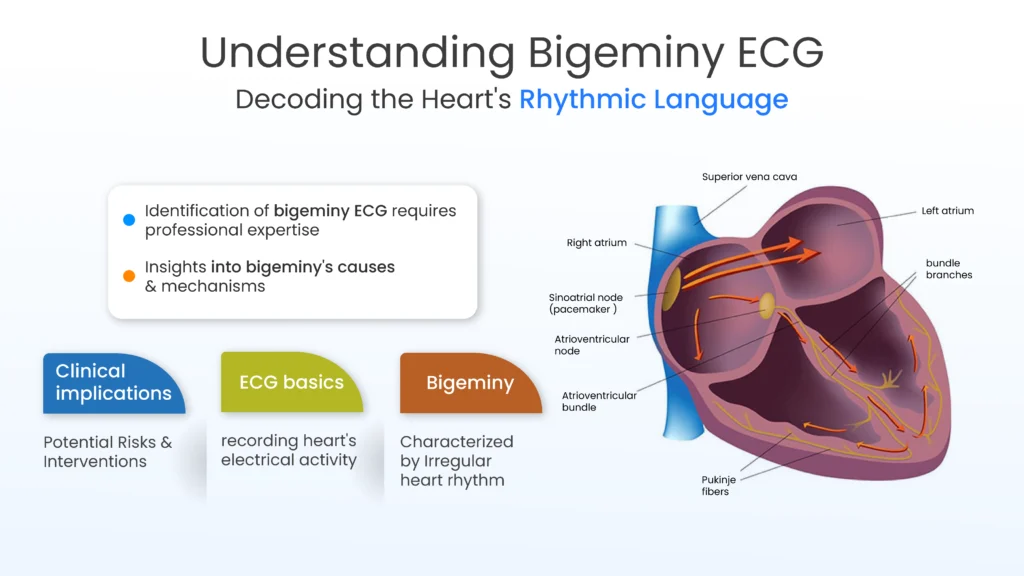 Understanding Bigeminy ECG
Decoding the Heart's Rhythmic Language
Identification of bigeminy ECG requires
professional expertise
Insights into bigeminy's causes
& mechanisms
Clinical
implications
Potential Risks &
Interventions
ECG basics
recording heart's
electrical activity
Bigeminy
Characterized
by Irregular
heart rhythm
Superior vena cava
Left atrium
Right atrium
bundle
branches
Sinoatrial node
(pacemaker )
Atrioventricular
node
Atrioventricular
bundle
Pukinje
fibers